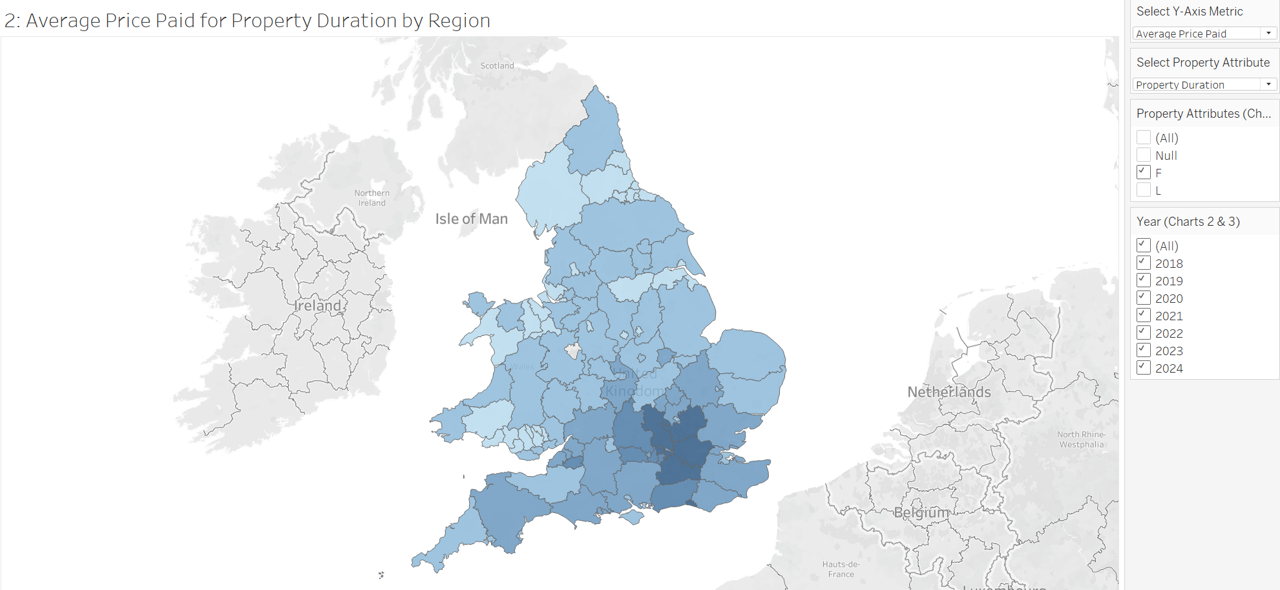 2: Average Price Paid for Property Duration by Region
Scotland
Northern
Ireland
Isle of Man
Ireland
United
Kingdom
Netherlands
North Rhine-
Westphalia
Belgium
Hauts-de-
France
Luxembourg
Select Y-Axis Metric
Average Price Paid
Select Property Attribute
Property Duration
Property Attributes (Ch...
(All)
Null
F
L
Year (Charts 2 & 3)
(All)
2018
2019
2020
2021
2022
2023
2024